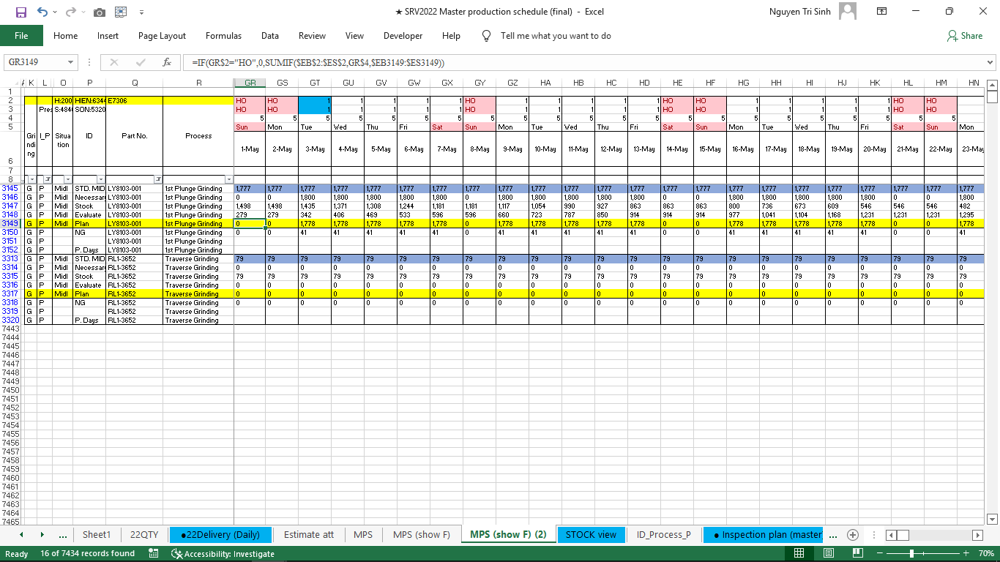 ★ SRV2022 Master production schedule (final) - Excel
Nguyen Tri Sinh
File Home Insert Page Layout Formulas Data Review View Developer Help Tell me what you want to do Share
GR3149 fx =IF(GR$2="HO",0,SUMIF($EB$2:$ES$2,GR$4,$EB3149:$ES3149))
K L O P Q R GR GS GT GU GV GW GX GY GZ HA HB HC HD HE HF HG HH HI HJ HK HL HM HN
1
2 H:200 HIEN:6344 E7306 HO HO 1 1 1 1 1 HO 1 1 1 1 1 HO HO 1 1 1 1 1 HO HO
3 Pres S:484 SON:5320 HO HO 1 1 1 1 1 HO 1 1 1 1 1 HO HO 1 1 1 1 1 HO HO
4 5 5 5 5 5 5 5 5 5 5 5 5 5 5 5 5 5 5 5 5 5 5
5 Sun Mon Tue Wed Thu Fri Sat Sun Mon Tue Wed Thu Fri Sat Sun Mon Tue Wed Thu Fri Sat Sun Mon
6 Grinding I_P Situation ID Part No. Process 1-May 2-May 3-May 4-May 5-May 6-May 7-May 8-May 9-May 10-May 11-May 12-May 13-May 14-May 15-May 16-May 17-May 18-May 19-May 20-May 21-May 22-May 23-May
7
8
3145 G P Midl STD. MID LY8103-001 1st Plunge Grinding 1,777 1,777 1,777 1,777 1,777 1,777 1,777 1,777 1,777 1,777 1,777 1,777 1,777 1,777 1,777 1,777 1,777 1,777 1,777 1,777 1,777 1,777 1,777
3146 G P Midl Necessar LY8103-001 1st Plunge Grinding 0 0 1,800 1,800 1,800 1,800 1,800 0 1,800 1,800 1,800 1,800 1,800 0 0 1,800 1,800 1,800 1,800 1,800 0 0 1,800
3147 G P Midl Stock LY8103-001 1st Plunge Grinding 1,498 1,498 1,435 1,371 1,308 1,244 1,181 1,181 1,117 1,054 990 927 863 863 863 800 736 673 609 546 546 546 482
3148 G P Midl Evaluate LY8103-001 1st Plunge Grinding 279 279 342 406 469 533 596 596 660 723 787 850 914 914 914 977 1,041 1,104 1,168 1,231 1,231 1,231 1,295
3149 G P Midl Plan LY8103-001 1st Plunge Grinding 0 0 1,778 1,778 1,778 1,778 1,778 0 1,778 1,778 1,778 1,778 1,778 0 0 1,778 1,778 1,778 1,778 1,778 0 0 1,778
3150 G P NG LY8103-001 1st Plunge Grinding 0 0 41 41 41 41 41 0 41 41 41 41 41 0 0 41 41 41 41 41 0 0 41
3151 G P LY8103-001 1st Plunge Grinding
3152 G P P. Days LY8103-001 1st Plunge Grinding
3313 G P Midl STD. MID RL1-3652 Traverse Grinding 79 79 79 79 79 79 79 79 79 79 79 79 79 79 79 79 79 79 79 79 79 79 79
3314 G P Midl Necessar RL1-3652 Traverse Grinding 0 0 0 0 0 0 0 0 0 0 0 0 0 0 0 0 0 0 0 0 0 0 0
3315 G P Midl Stock RL1-3652 Traverse Grinding 79 79 79 79 79 79 79 79 79 79 79 79 79 79 79 79 79 79 79 79 79 79 79
3316 G P Midl Evaluate RL1-3652 Traverse Grinding 0 0 0 0 0 0 0 0 0 0 0 0 0 0 0 0 0 0 0 0 0 0 0
3317 G P Midl Plan RL1-3652 Traverse Grinding 0 0 0 0 0 0 0 0 0 0 0 0 0 0 0 0 0 0 0 0 0 0 0
3318 G P NG RL1-3652 Traverse Grinding 0 0 0 0 0 0 0 0 0 0 0 0 0 0 0 0 0 0 0 0 0 0 0
3319 G P RL1-3652 Traverse Grinding
3320 G P P. Days RL1-3652 Traverse Grinding
7443
7444
7445
7446
7447
7448
7449
7450
7451
7452
7453
7454
7455
7456
7457
7458
7459
7460
7461
7462
7463
7464
7465
... Sheet1 22QTY ●22Delivery (Daily) Estimate att MPS MPS (show F) MPS (show F) (2) STOCK view ID_Process_P ● Inspection plan (master) ...
Ready 16 of 7434 records found Accessibility: Investigate 70%